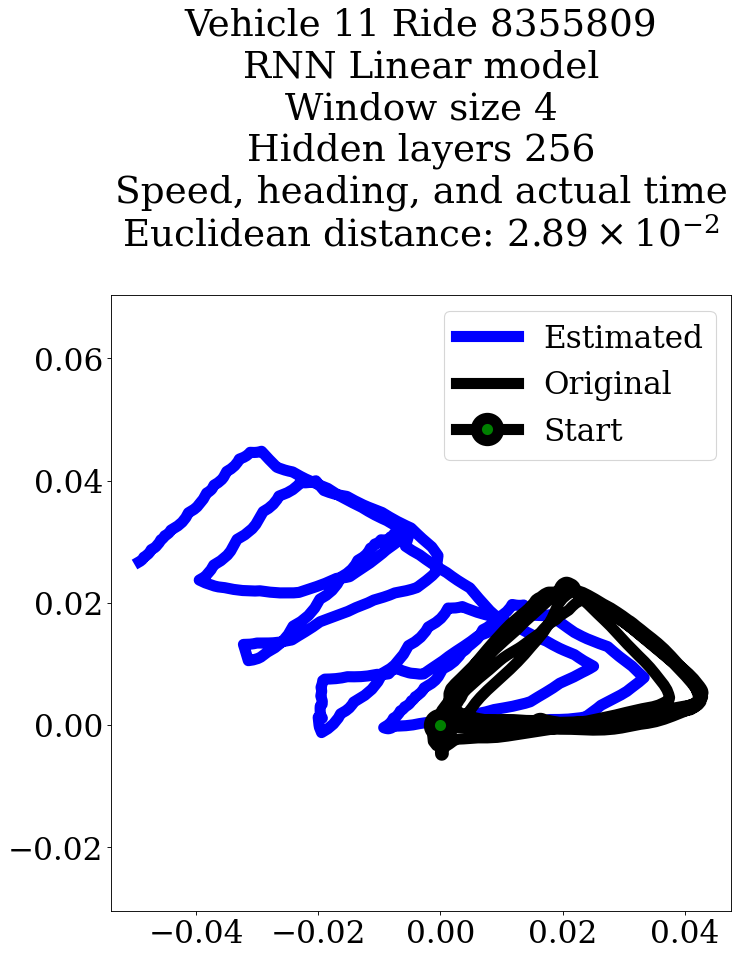 Vehicle 11 Ride 8355809
RNN Linear model
Window size 4
Hidden layers 256
Speed, heading, and actual time
Euclidean distance: 2.89 × 10⁻²
Estimated
Original
Start
0.06
0.04
0.02
0.00
−0.02
−0.04 −0.02 0.00 0.02 0.04